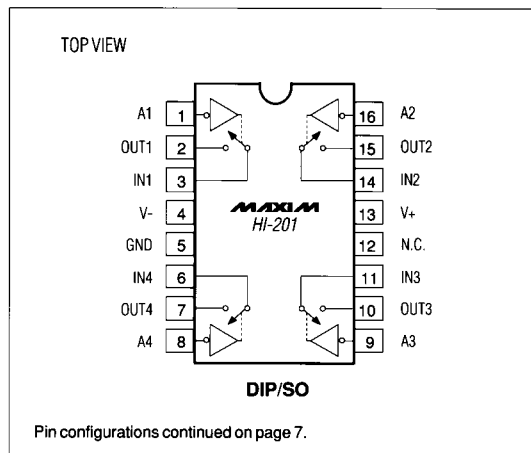 TOP VIEW
A1 1 16 A2
OUT1 2 15 OUT2
IN1 3 14 IN2
V- 4 MAXIM 13 V+
HI-201
GND 5 12 N.C.
IN4 6 11 IN3
OUT4 7 10 OUT3
A4 8 9 A3
DIP/SO
Pin configurations continued on page 7.